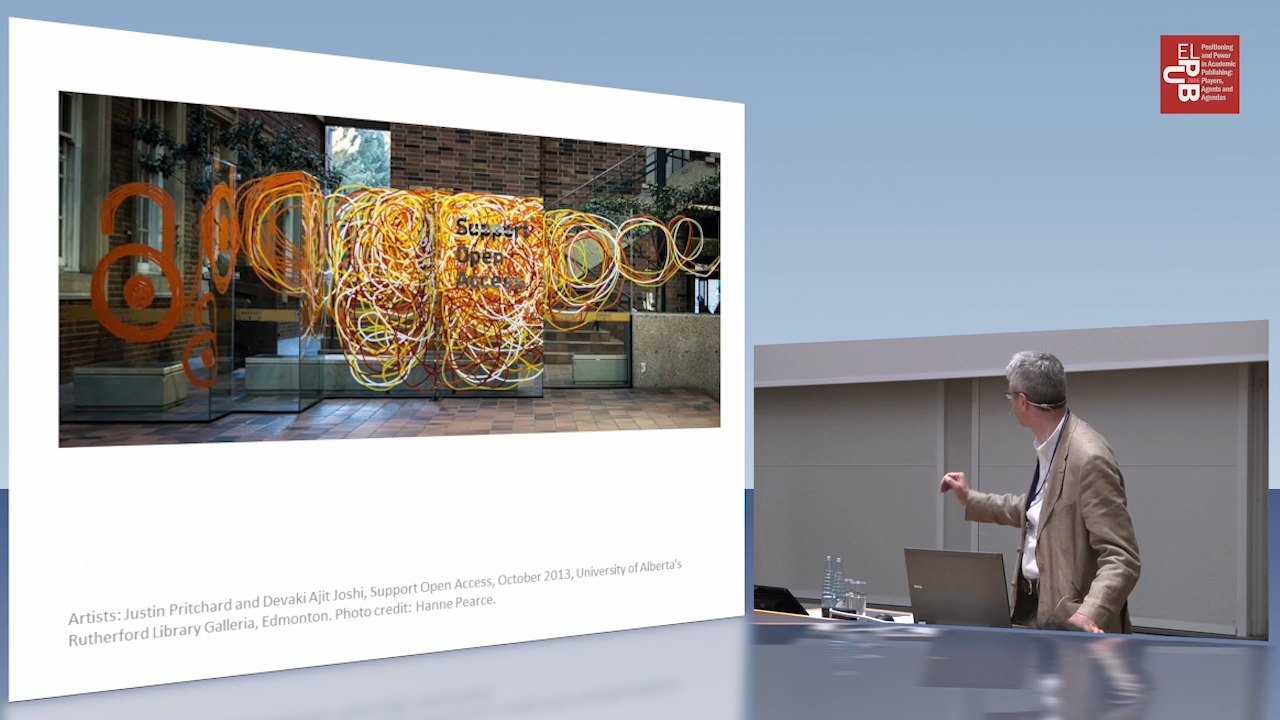 Support
Open
Access
Artists: Justin Pritchard and Devaki Ajit Joshi, Support Open Access, October 2013, University of Alberta's
Rutherford Library Galleria, Edmonton. Photo credit: Hanne Pearce.
ELPUB
2016
Positioning
and Power
in Academic
Publishing:
Players,
Agents and
Agendas